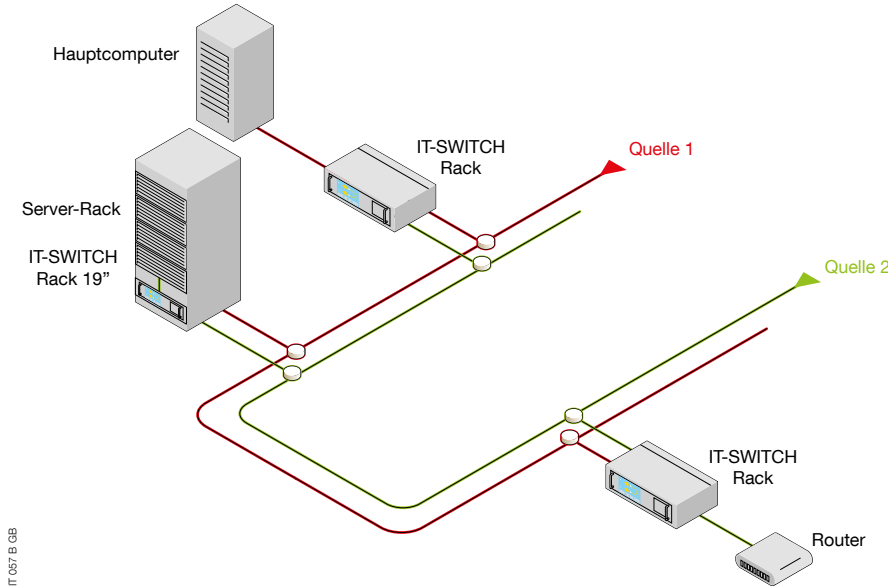 Hauptcomputer
IT-SWITCH
Rack
Quelle 1
Server-Rack
IT-SWITCH
Rack 19”
Quelle 2
IT-SWITCH
Rack
Router
IT 057 B GB